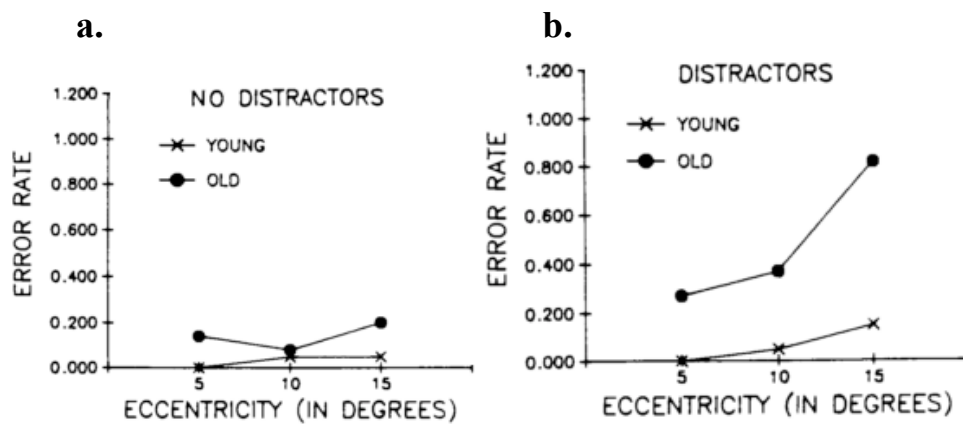 a.
NO DISTRACTORS
YOUNG
OLD
ERROR RATE
1.200
1.000
0.800
0.600
0.400
0.200
0.000
5 10 15
ECCENTRICITY (IN DEGREES)
b.
DISTRACTORS
YOUNG
OLD
ERROR RATE
1.200
1.000
0.800
0.600
0.400
0.200
0.000
5 10 15
ECCENTRICITY (IN DEGREES)